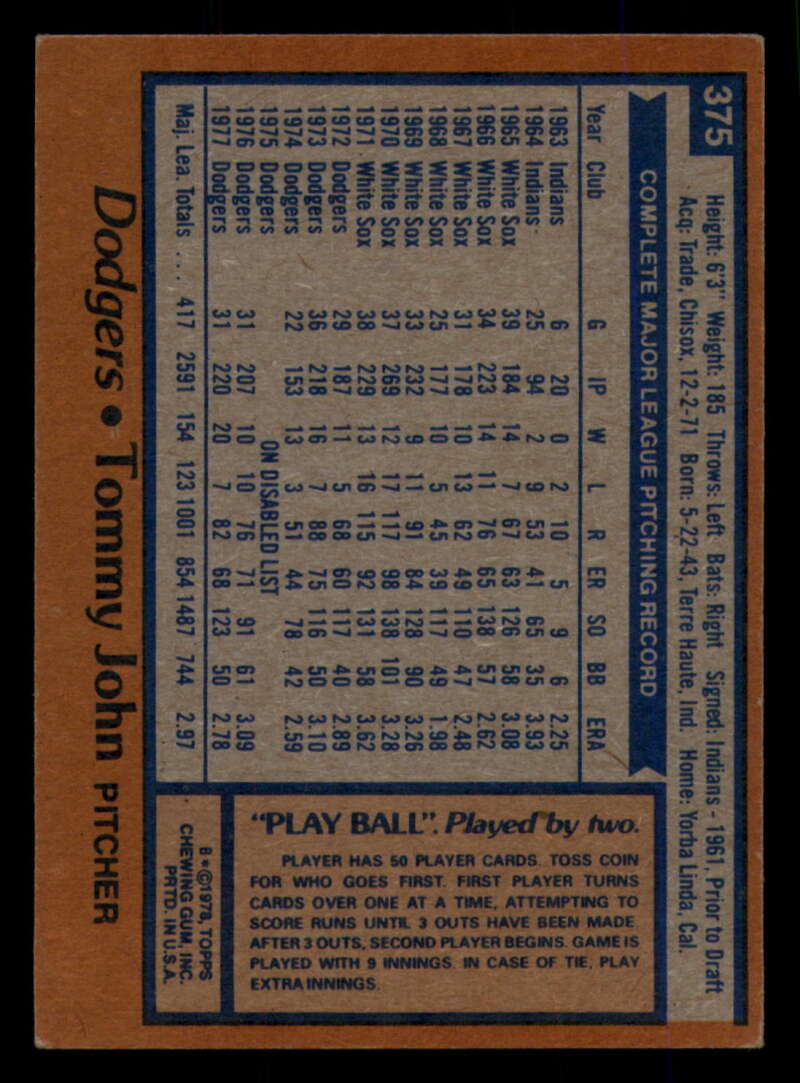 375
Height: 6'3" Weight: 185 Throws: Left Bats: Right Signed: Indians - 1961, Prior to Draft
Acq: Trade, Chisox, 12-2-71 Born: 5-22-43, Terre Haute, Ind. Home: Yorba Linda, Cal.
COMPLETE MAJOR LEAGUE PITCHING RECORD
Year Club G IP W L R ER SO BB ERA
1963 Indians 6 20 0 2 10 5 9 6 2.25
1964 Indians 25 94 2 9 53 41 65 35 3.93
1965 White Sox 39 184 14 7 67 63 126 58 3.08
1966 White Sox 34 223 14 11 76 65 138 57 2.62
1967 White Sox 31 178 10 13 62 49 110 47 2.48
1968 White Sox 25 177 10 5 45 39 117 49 1.98
1969 White Sox 33 232 9 11 91 84 128 90 3.26
1970 White Sox 37 269 12 17 117 98 138 101 3.28
1971 White Sox 38 229 13 16 115 92 131 58 3.62
1972 Dodgers 29 187 11 5 68 60 117 40 2.89
1973 Dodgers 36 218 16 7 88 75 116 50 3.10
1974 Dodgers 22 153 13 3 51 44 78 42 2.59
1975 Dodgers ON DISABLED LIST
1976 Dodgers 31 207 10 10 76 71 91 61 3.09
1977 Dodgers 31 220 20 7 82 68 123 50 2.78
Maj. Lea. Totals ... 417 2591 154 123 1001 854 1487 744 2.97
Dodgers • Tommy John PITCHER
"PLAY BALL". Played by two.
PLAYER HAS 50 PLAYER CARDS. TOSS COIN
FOR WHO GOES FIRST. FIRST PLAYER TURNS
CARDS OVER ONE AT A TIME, ATTEMPTING TO
SCORE RUNS UNTIL 3 OUTS HAVE BEEN MADE.
AFTER 3 OUTS, SECOND PLAYER BEGINS. GAME IS
PLAYED WITH 9 INNINGS. IN CASE OF TIE, PLAY
EXTRA INNINGS.
B*©1978, TOPPS
CHEWING GUM, INC.
PRTD. IN U.S.A.